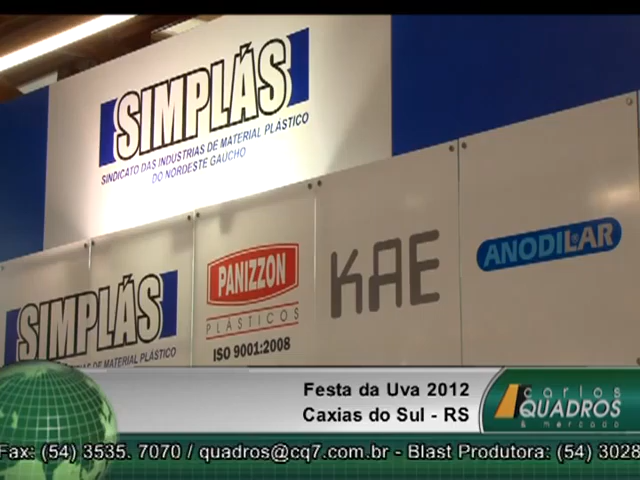 SIMPLÁS
SINDICATO DAS INDUSTRIAS DE MATERIAL PLÁSTICO
DO NORDESTE GAUCHO
SIMPLÁS
DE MATERIAL PLÁSTICO
PANIZZON
PLÁSTICOS
ISO 9001:2008
KAE
ANODILAR
Festa da Uva 2012
Caxias do Sul - RS
carlos
QUADROS
& mercado
Fax: (54) 3535. 7070 / quadros@cq7.com.br - Blast Produtora: (54) 3028